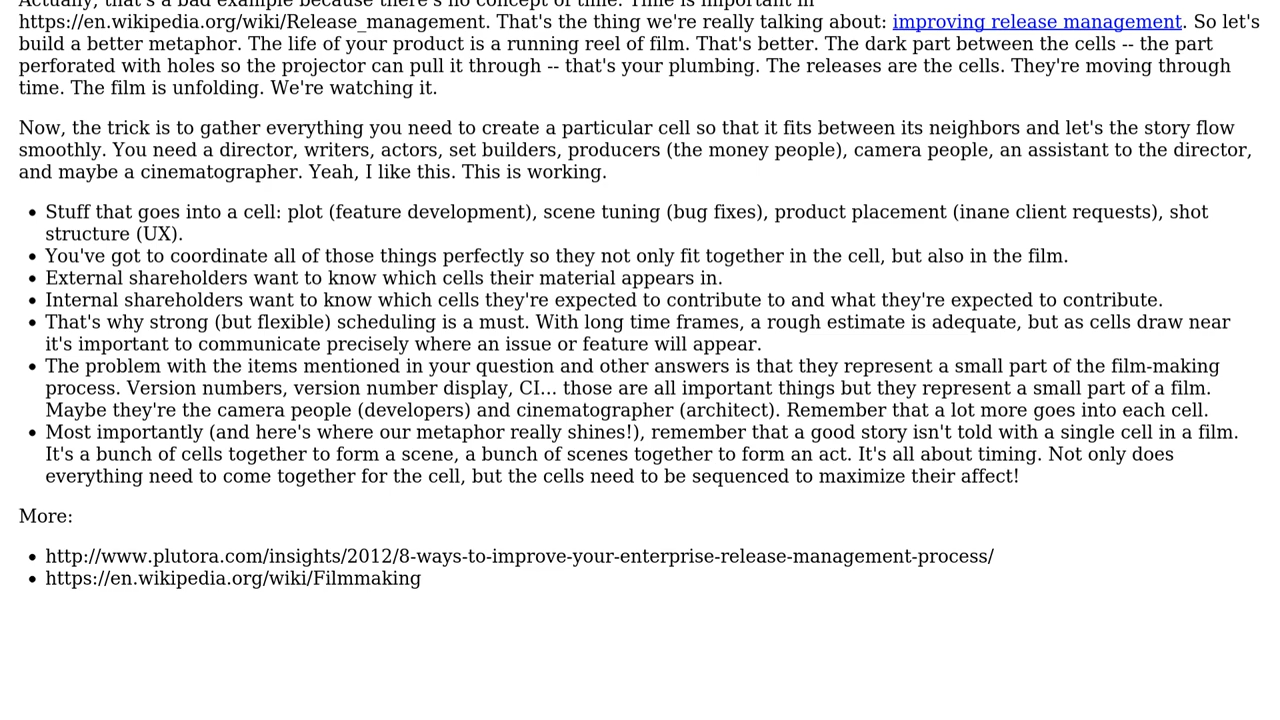 Actually, that's a bad example because there's no concept of time. Time is important in
https://en.wikipedia.org/wiki/Release_management. That's the thing we're really talking about: improving release management. So let's
build a better metaphor. The life of your product is a running reel of film. That's better. The dark part between the cells -- the part
perforated with holes so the projector can pull it through -- that's your plumbing. The releases are the cells. They're moving through
time. The film is unfolding. We're watching it.
Now, the trick is to gather everything you need to create a particular cell so that it fits between its neighbors and let's the story flow
smoothly. You need a director, writers, actors, set builders, producers (the money people), camera people, an assistant to the director,
and maybe a cinematographer. Yeah, I like this. This is working.
• Stuff that goes into a cell: plot (feature development), scene tuning (bug fixes), product placement (inane client requests), shot
structure (UX).
• You've got to coordinate all of those things perfectly so they not only fit together in the cell, but also in the film.
• External shareholders want to know which cells their material appears in.
• Internal shareholders want to know which cells they're expected to contribute to and what they're expected to contribute.
• That's why strong (but flexible) scheduling is a must. With long time frames, a rough estimate is adequate, but as cells draw near
it's important to communicate precisely where an issue or feature will appear.
• The problem with the items mentioned in your question and other answers is that they represent a small part of the film-making
process. Version numbers, version number display, CI... those are all important things but they represent a small part of a film.
Maybe they're the camera people (developers) and cinematographer (architect). Remember that a lot more goes into each cell.
• Most importantly (and here's where our metaphor really shines!), remember that a good story isn't told with a single cell in a film.
It's a bunch of cells together to form a scene, a bunch of scenes together to form an act. It's all about timing. Not only does
everything need to come together for the cell, but the cells need to be sequenced to maximize their affect!
More:
• http://www.plutora.com/insights/2012/8-ways-to-improve-your-enterprise-release-management-process/
• https://en.wikipedia.org/wiki/Filmmaking